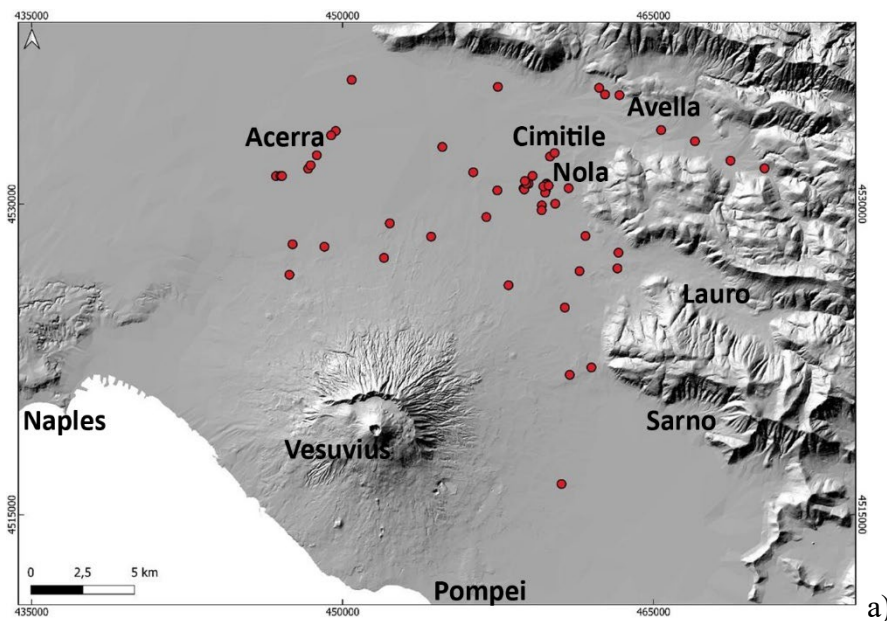 435000 450000 465000
Acerra
Avella
Cimitile
Nola
4530000 4530000
Lauro
Naples
Vesuvius
Sarno
4515000 4515000
0 2,5 5 km
Pompei
a)
435000 450000 465000